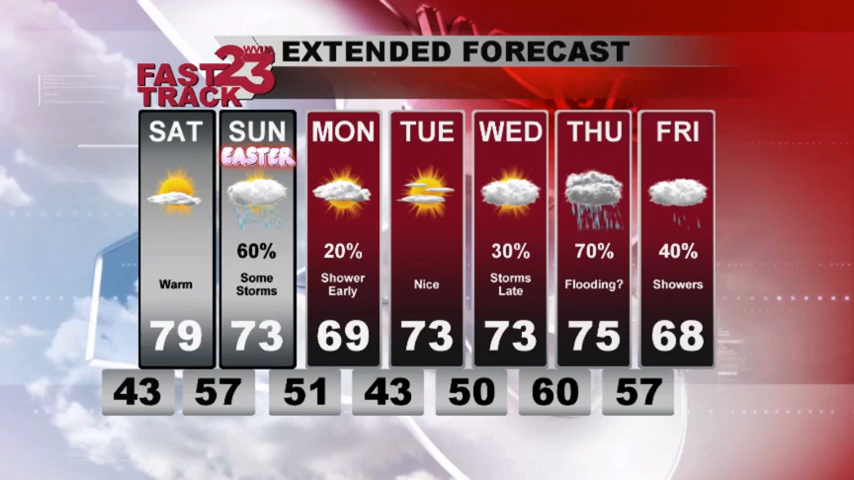 EXTENDED FORECAST
WVUA
23
FAST
TRACK
SAT
Warm
79
SUN
EASTER
60%
Some
Storms
73
MON
20%
Shower
Early
69
TUE
Nice
73
WED
30%
Storms
Late
73
THU
70%
Flooding?
75
FRI
40%
Showers
68
43 57 51 43 50 60 57